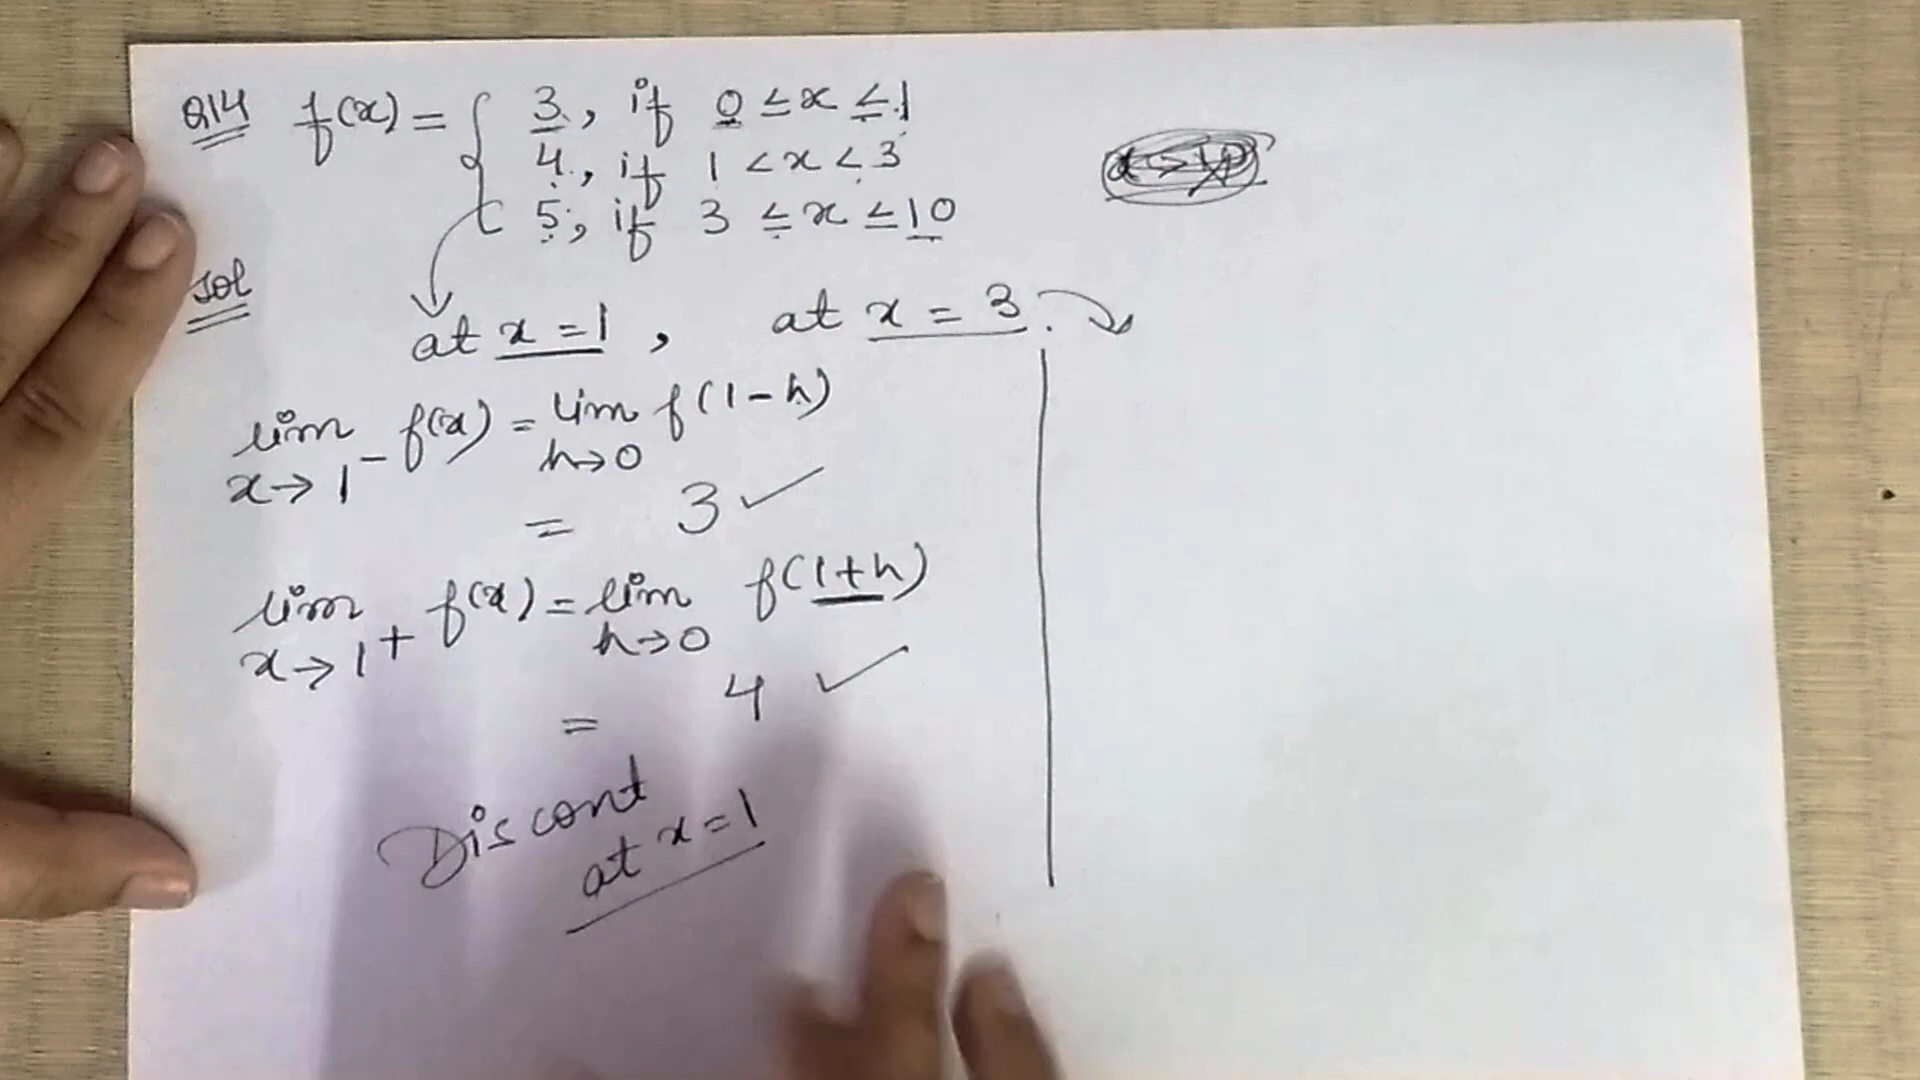 Q14 f(x) = { 3, if 0 ≤ x ≤ 1
4, if 1 < x < 3
5, if 3 ≤ x ≤ 10
Sol
at x = 1, at x = 3.
lim x→1⁻ f(x) = lim h→0 f(1-h)
= 3 ✓
lim x→1⁺ f(x) = lim h→0 f(1+h)
= 4 ✓
Discont
at x = 1